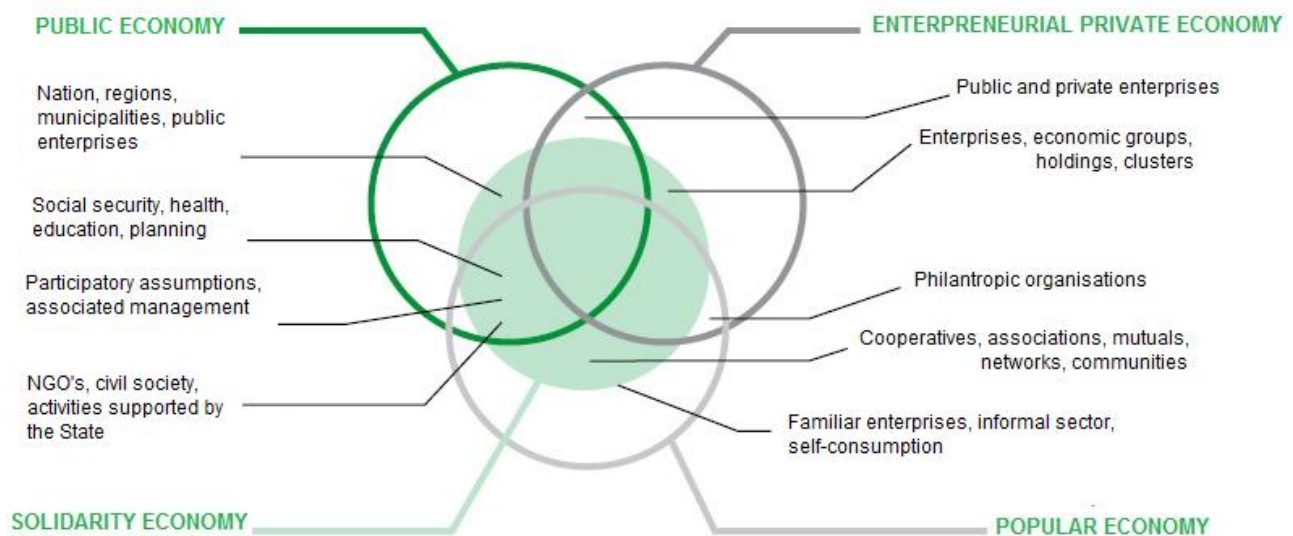 PUBLIC ECONOMY
ENTERPRENEURIAL PRIVATE ECONOMY
Nation, regions,
municipalities, public
enterprises
Social security, health,
education, planning
Participatory assumptions,
associated management
NGO's, civil society,
activities supported by
the State
Public and private enterprises
Enterprises, economic groups,
holdings, clusters
Philantropic organisations
Cooperatives, associations, mutuals,
networks, communities
Familiar enterprises, informal sector,
self-consumption
SOLIDARITY ECONOMY
POPULAR ECONOMY